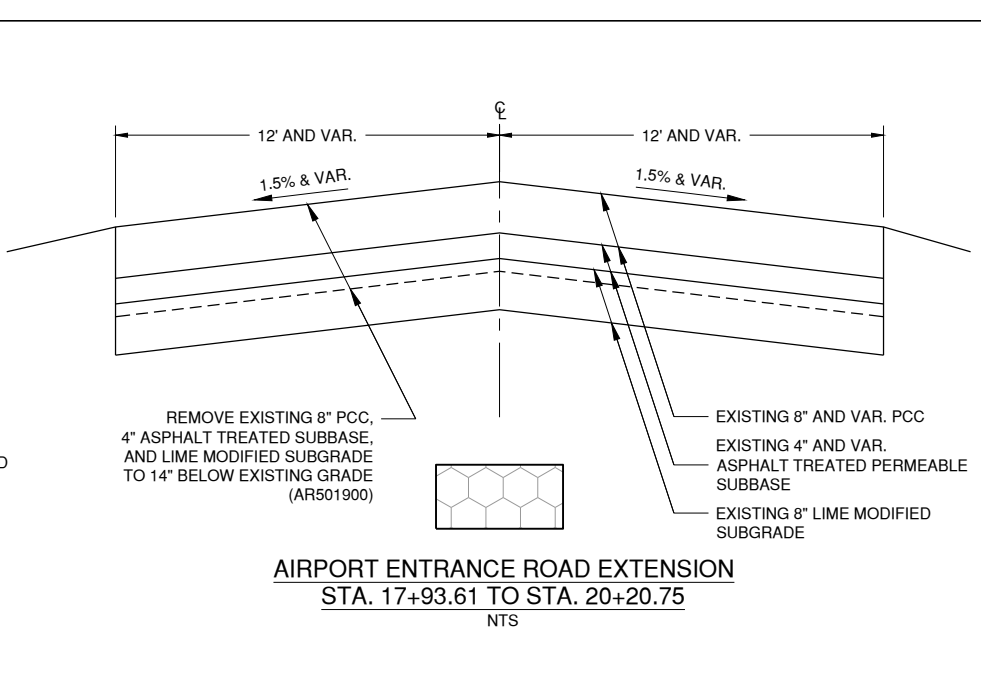 ℄
12' AND VAR.
12' AND VAR.
1.5% & VAR.
1.5% & VAR.
REMOVE EXISTING 8" PCC,
4" ASPHALT TREATED SUBBASE,
AND LIME MODIFIED SUBGRADE
TO 14" BELOW EXISTING GRADE
(AR501900)
D
EXISTING 8" AND VAR. PCC
EXISTING 4" AND VAR.
ASPHALT TREATED PERMEABLE
SUBBASE
EXISTING 8" LIME MODIFIED
SUBGRADE
AIRPORT ENTRANCE ROAD EXTENSION
STA. 17+93.61 TO STA. 20+20.75
NTS